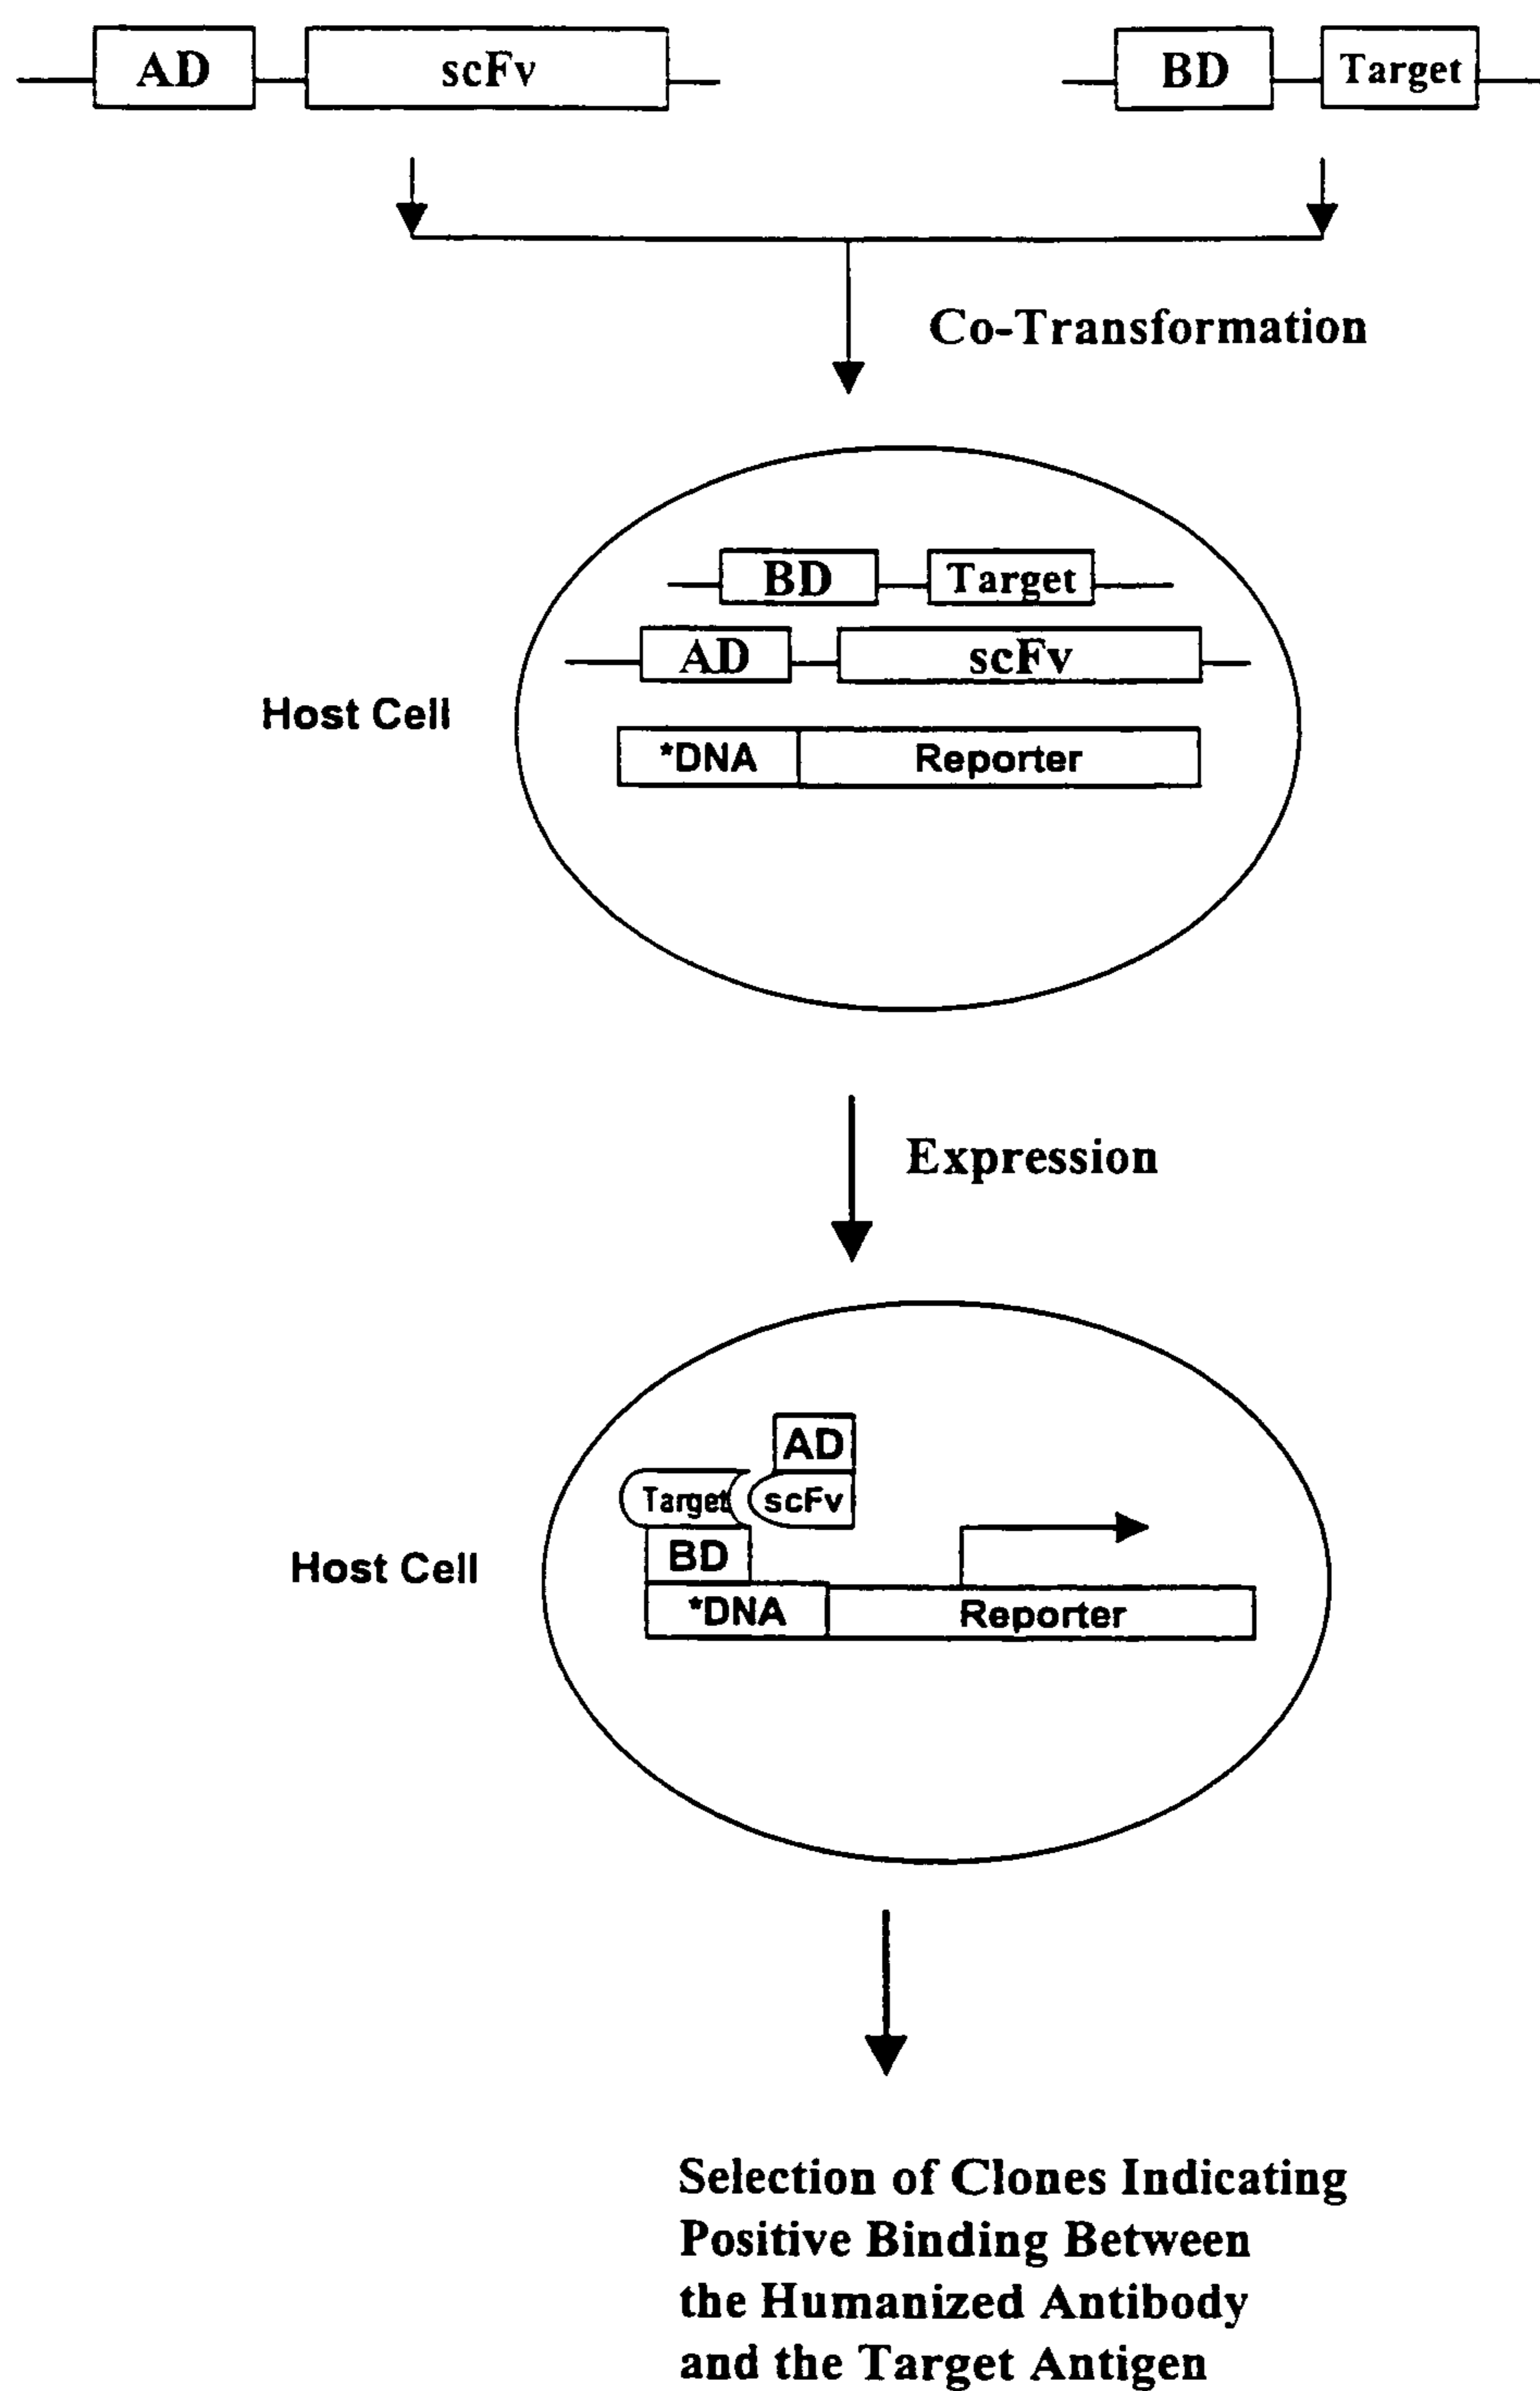 AD scFv BD Target
Co-Transformation
BD Target
AD scFv
Host Cell
*DNA Reporter
Expression
AD
Target scFv
BD
Host Cell
*DNA Reporter
Selection of Clones Indicating
Positive Binding Between
the Humanized Antibody
and the Target Antigen